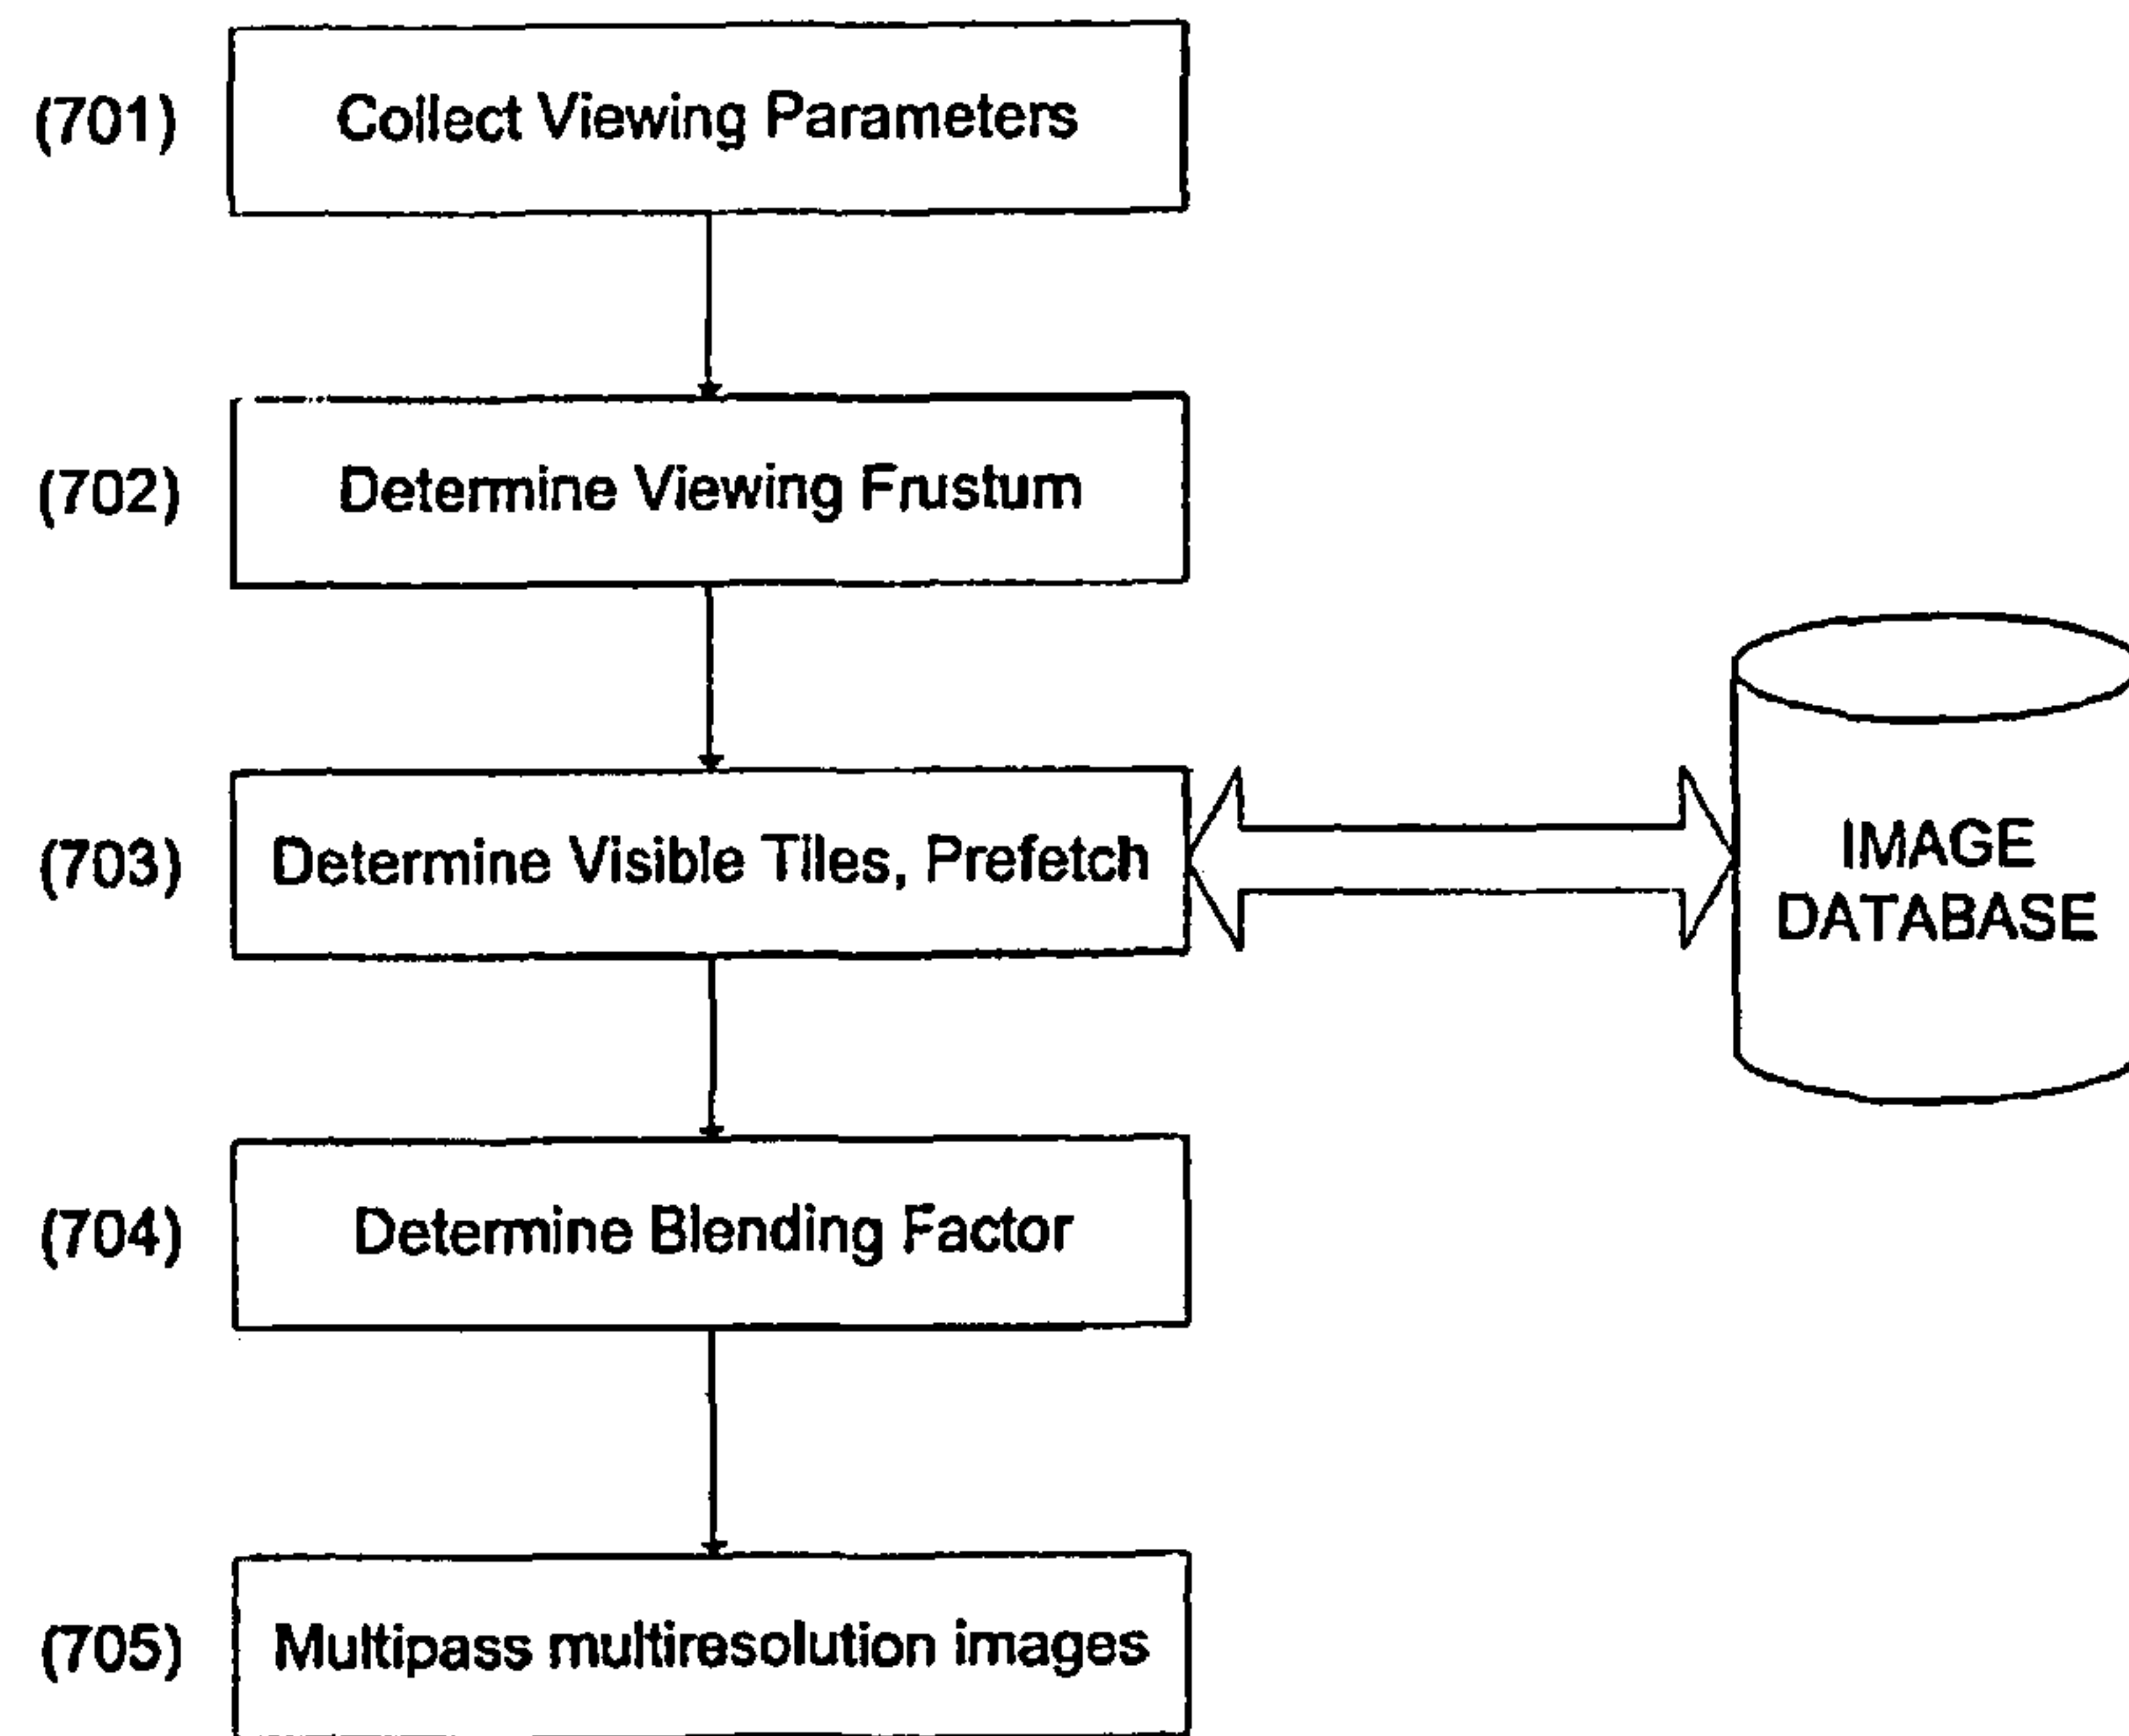 (701) Collect Viewing Parameters
(702) Determine Viewing Frustum
(703) Determine Visible Tiles, Prefetch
IMAGE
DATABASE
(704) Determine Blending Factor
(705) Multipass multiresolution images